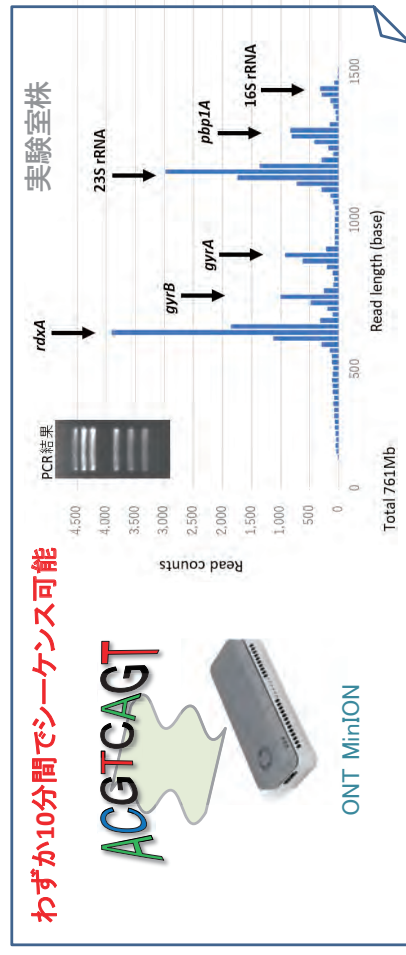 わずか10分間でシーケンス可能
ACGTCAGT
ONT MinION
実験室株
PCR結果
rdxA
gyrB
gyrA
23S rRNA
pbp1A
16S rRNA
Read counts
4.500
4.000
3.500
3.000
2.500
2.000
1.500
1.000
500
0
0
500
1000
1500
Read length (base)
Total 761Mb